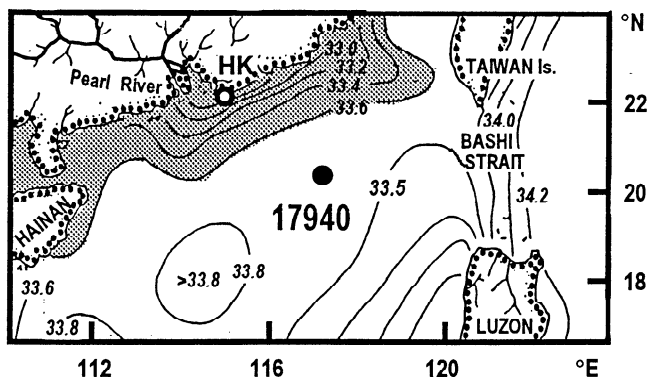 °N
HK
33.0
33.2
33.4
33.6
Pearl River
TAIWAN Is.
22
34.0
BASHI
STRAIT
20
33.5
34.2
17940
HAINAN
>33.8
33.8
33.6
18
33.8
LUZON
112
116
120
°E